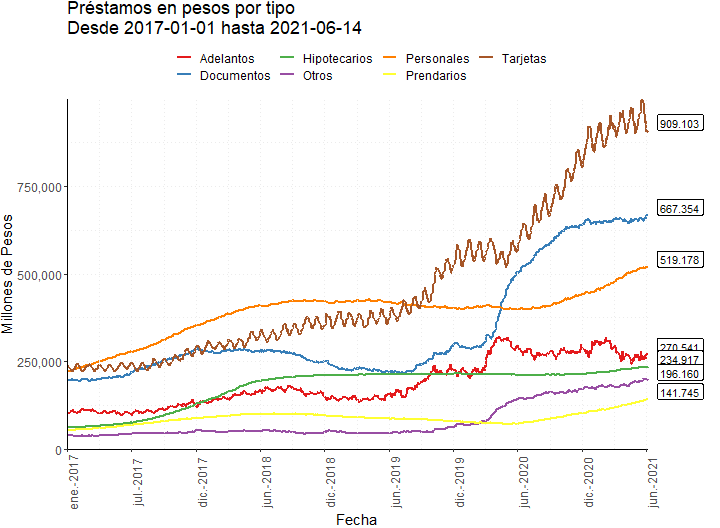 Préstamos en pesos por tipo
Desde 2017-01-01 hasta 2021-06-14
Adelantos Hipotecarios Personales Tarjetas
Documentos Otros Prendarios
Millones de Pesos
750,000
500,000
250,000
0
909.103
667.354
519.178
270.541
234.917
196.160
141.745
ene.-2017
jul.-2017
dic.-2017
jun.-2018
dic.-2018
jun.-2019
dic.-2019
jun.-2020
dic.-2020
jun.-2021
Fecha